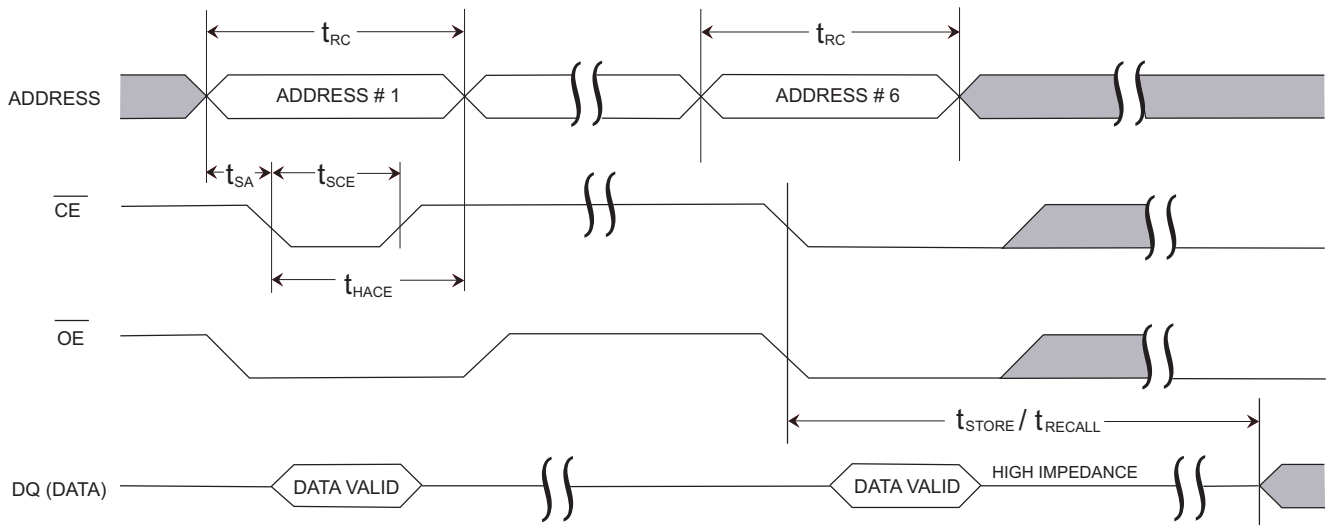 tRC
tRC
ADDRESS
ADDRESS # 1
ADDRESS # 6
tSA
tSCE
CE
tHACE
OE
tSTORE / tRECALL
DQ (DATA)
DATA VALID
DATA VALID
HIGH IMPEDANCE